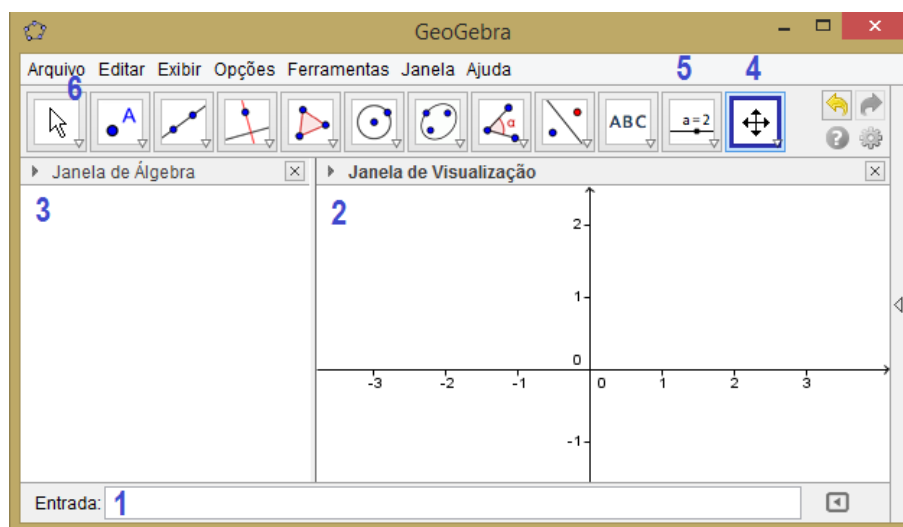 GeoGebra
Arquivo Editar Exibir Opções Ferramentas Janela Ajuda
5 4
6
A α ABC a=2
Janela de Álgebra Janela de Visualização
3 2
2
1
0
-3 -2 -1 0 1 2 3
-1
Entrada: 1